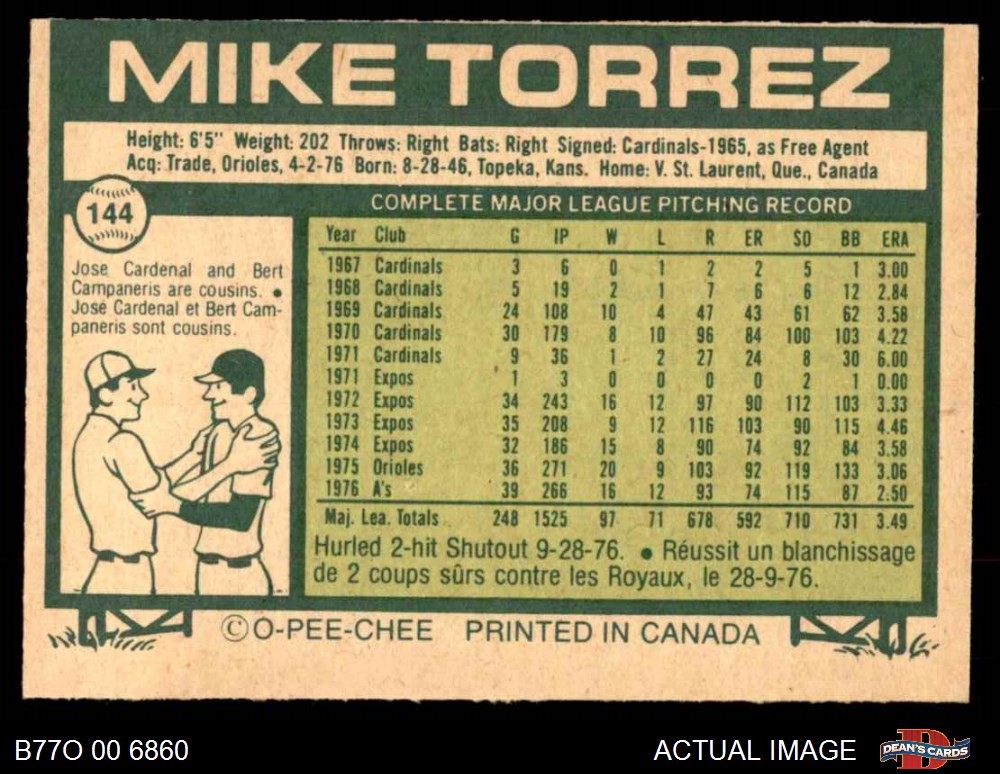 MIKE TORREZ
Height: 6'5" Weight: 202 Throws: Right Bats: Right Signed: Cardinals-1965, as Free Agent
Acq: Trade, Orioles, 4-2-76 Born: 8-28-46, Topeka, Kans. Home: V. St. Laurent, Que., Canada
144
Jose Cardenal and Bert
Campaneris are cousins. •
José Cardenal et Bert Cam-
paneris sont cousins.
COMPLETE MAJOR LEAGUE PITCHING RECORD
Year Club G IP W L R ER SO BB ERA
1967 Cardinals 3 6 0 1 2 2 5 1 3.00
1968 Cardinals 5 19 2 1 7 6 6 12 2.84
1969 Cardinals 24 108 10 4 47 43 61 62 3.58
1970 Cardinals 30 179 8 10 96 84 100 103 4.22
1971 Cardinals 9 36 1 2 27 24 8 30 6.00
1971 Expos 1 3 0 0 0 0 2 1 0.00
1972 Expos 34 243 16 12 97 90 112 103 3.33
1973 Expos 35 208 9 12 116 103 90 115 4.46
1974 Expos 32 186 15 8 90 74 92 84 3.58
1975 Orioles 36 271 20 9 103 92 119 133 3.06
1976 A's 39 266 16 12 93 74 115 87 2.50
Maj. Lea. Totals 248 1525 97 71 678 592 710 731 3.49
Hurled 2-hit Shutout 9-28-76. • Réussit un blanchissage
de 2 coups sûrs contre les Royaux, le 28-9-76.
© O-PEE-CHEE PRINTED IN CANADA
B77O 00 6860
ACTUAL IMAGE
DEAN'S CARDS